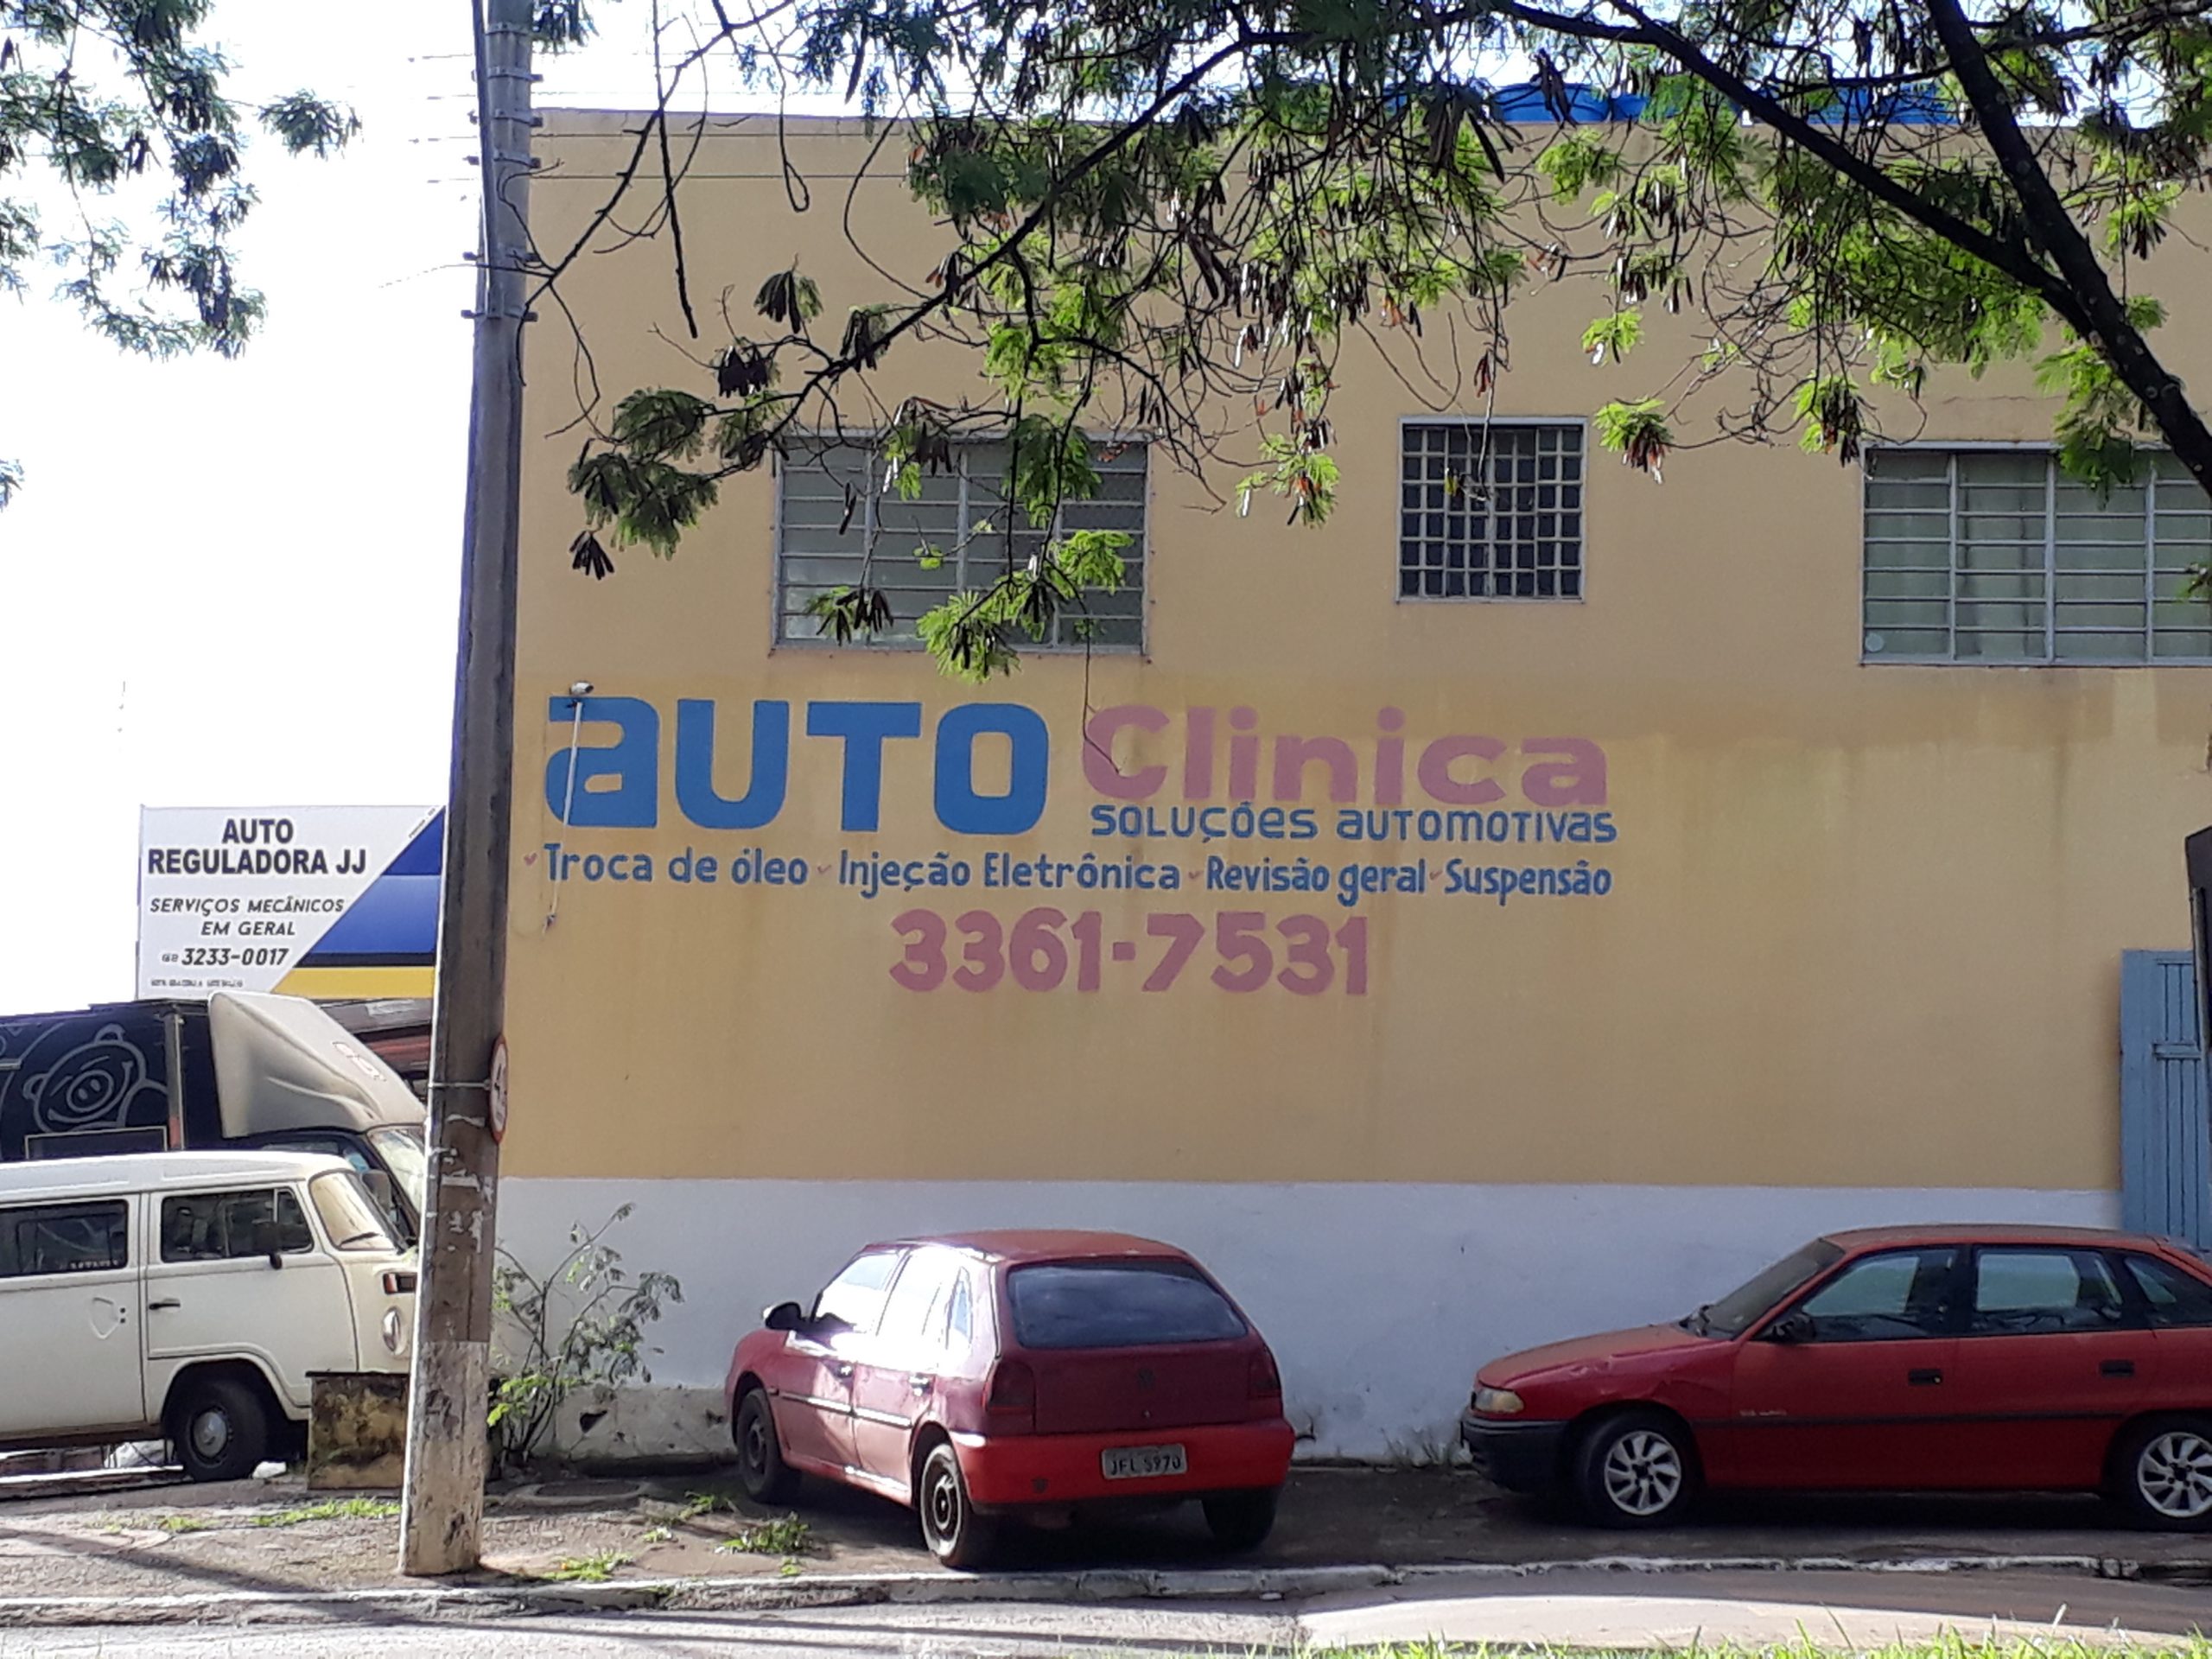 AUTO Clinica
SOLUÇÕES AUTOMOTIVAS
Troca de óleo Injeção Eletrônica Revisão geral Suspensão
3361-7531
AUTO
REGULADORA JJ
SERVIÇOS MECÂNICOS
EM GERAL
3233-0017
JFL 5970